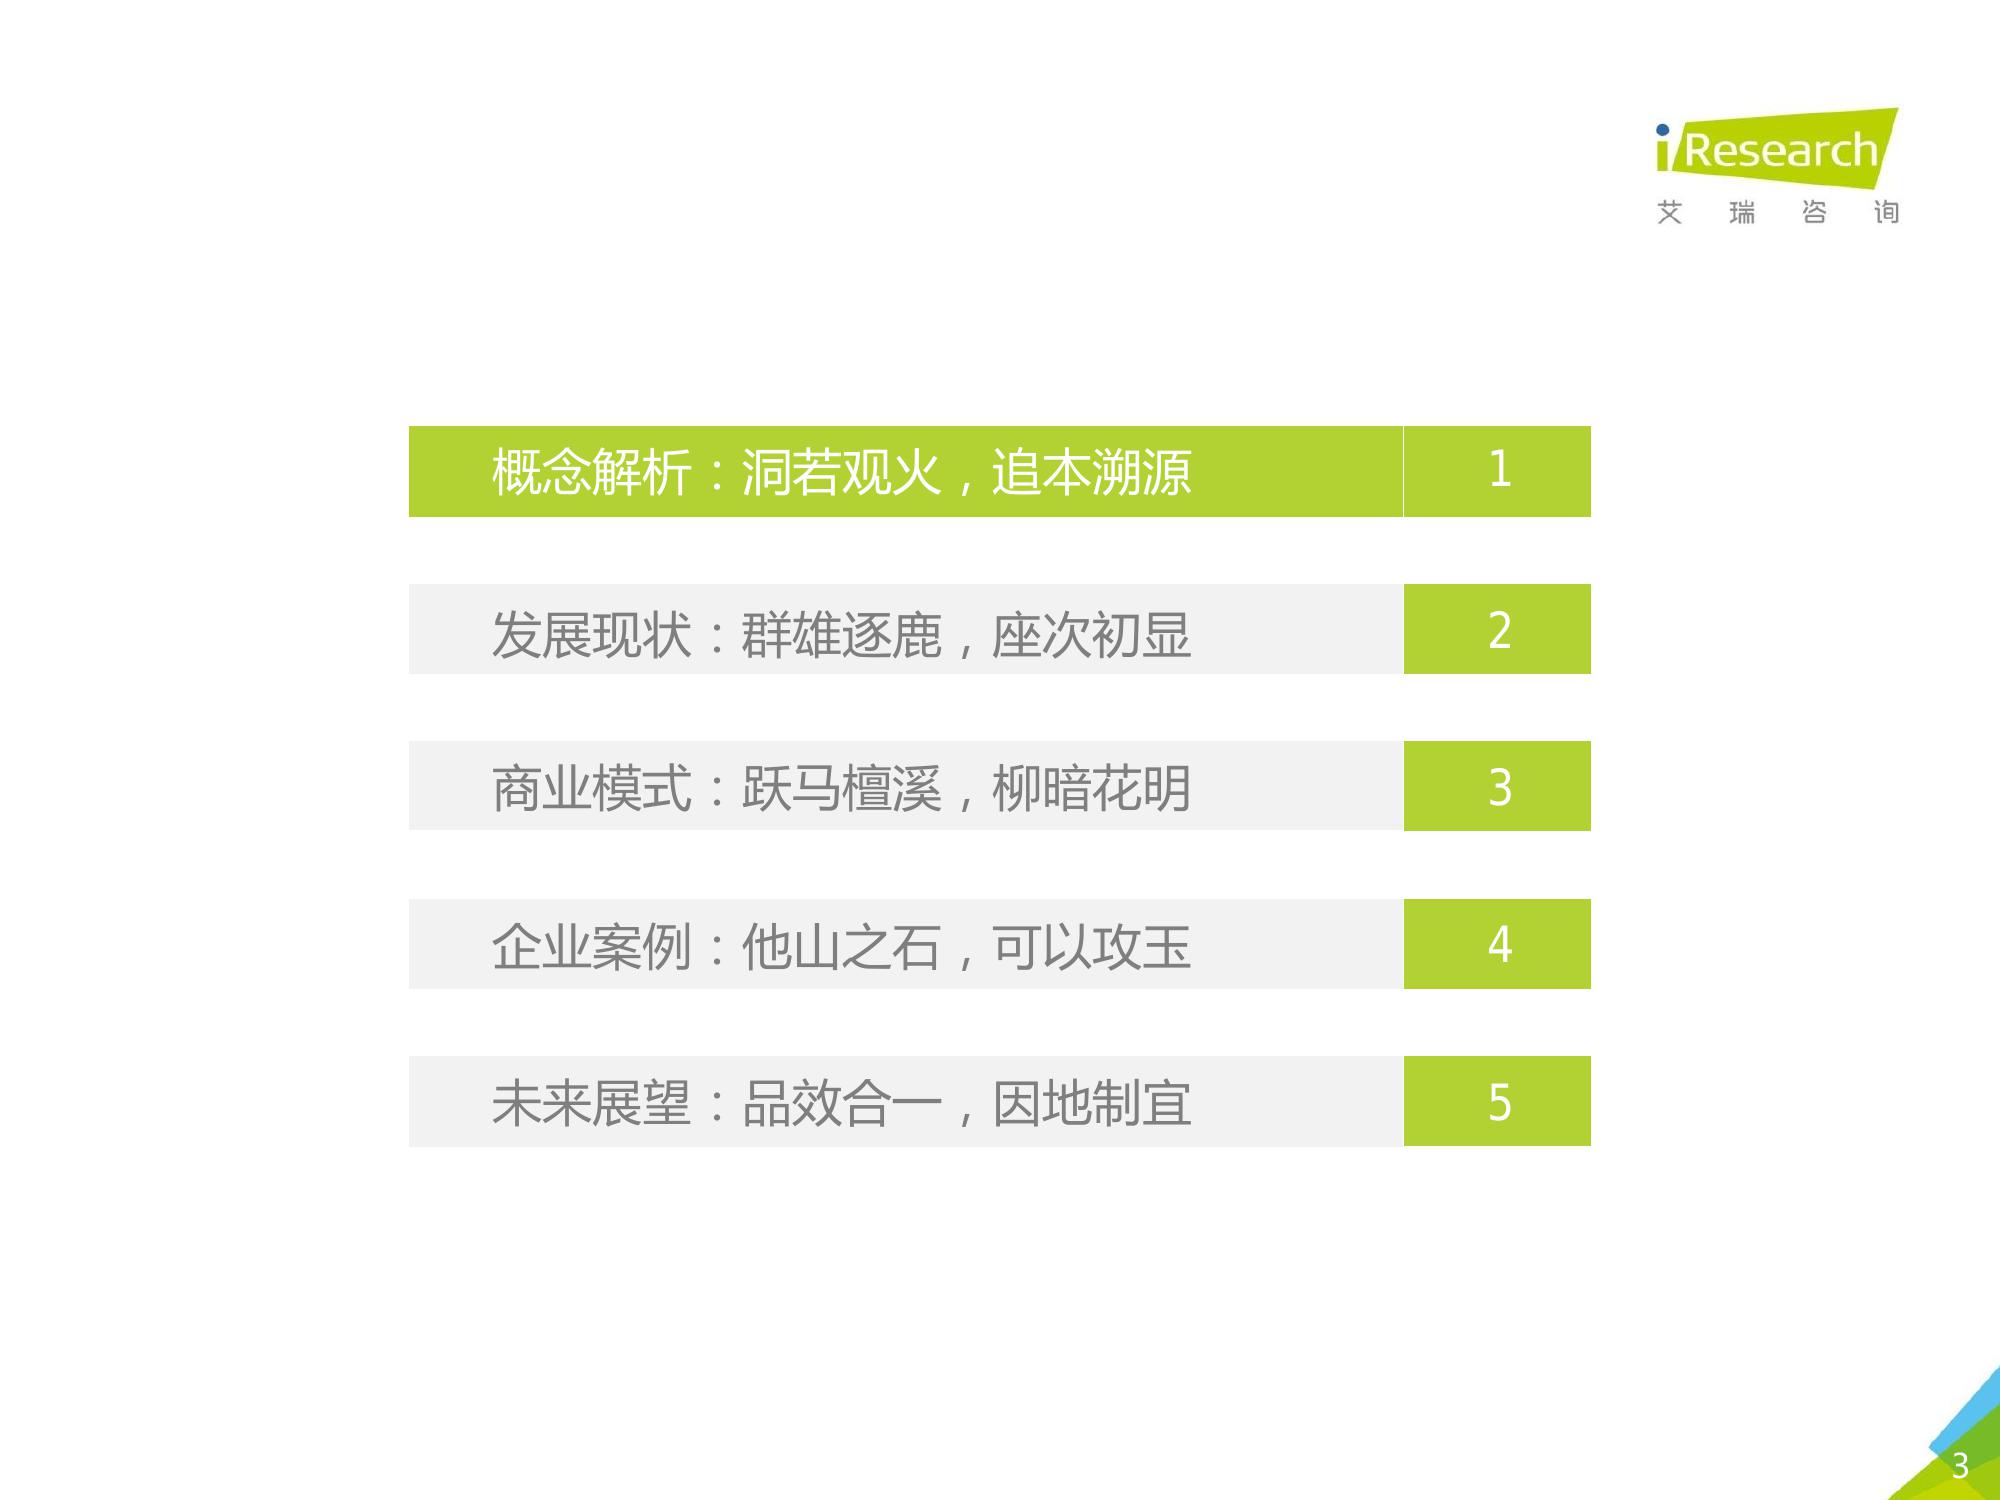 iResearch
艾瑞咨询
概念解析：洞若观火，追本溯源 1
发展现状：群雄逐鹿，座次初显 2
商业模式：跃马檀溪，柳暗花明 3
企业案例：他山之石，可以攻玉 4
未来展望：品效合一，因地制宜 5
3